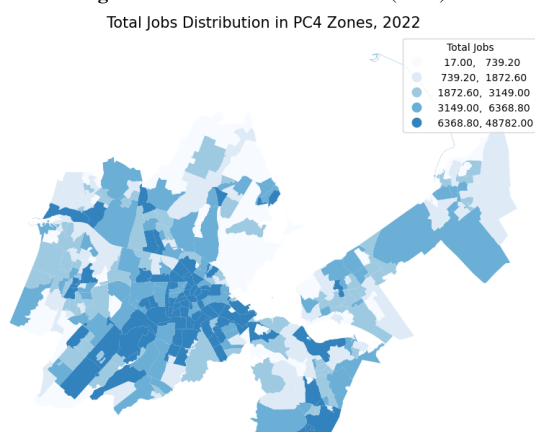 Total Jobs Distribution in PC4 Zones, 2022
Total Jobs
17.00, 739.20
739.20, 1872.60
1872.60, 3149.00
3149.00, 6368.80
6368.80, 48782.00